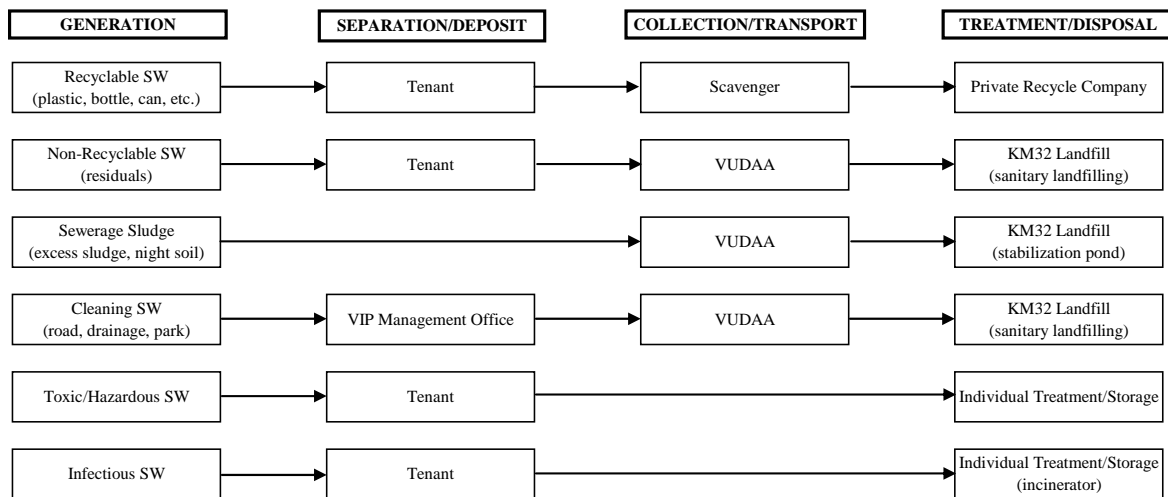 GENERATION
SEPARATION/DEPOSIT
COLLECTION/TRANSPORT
TREATMENT/DISPOSAL
Recyclable SW
(plastic, bottle, can, etc.)
Tenant
Scavenger
Private Recycle Company
Non-Recyclable SW
(residuals)
Tenant
VUDAA
KM32 Landfill
(sanitary landfilling)
Sewerage Sludge
(excess sludge, night soil)
VUDAA
KM32 Landfill
(stabilization pond)
Cleaning SW
(road, drainage, park)
VIP Management Office
VUDAA
KM32 Landfill
(sanitary landfilling)
Toxic/Hazardous SW
Tenant
Individual Treatment/Storage
Infectious SW
Tenant
Individual Treatment/Storage
(incinerator)